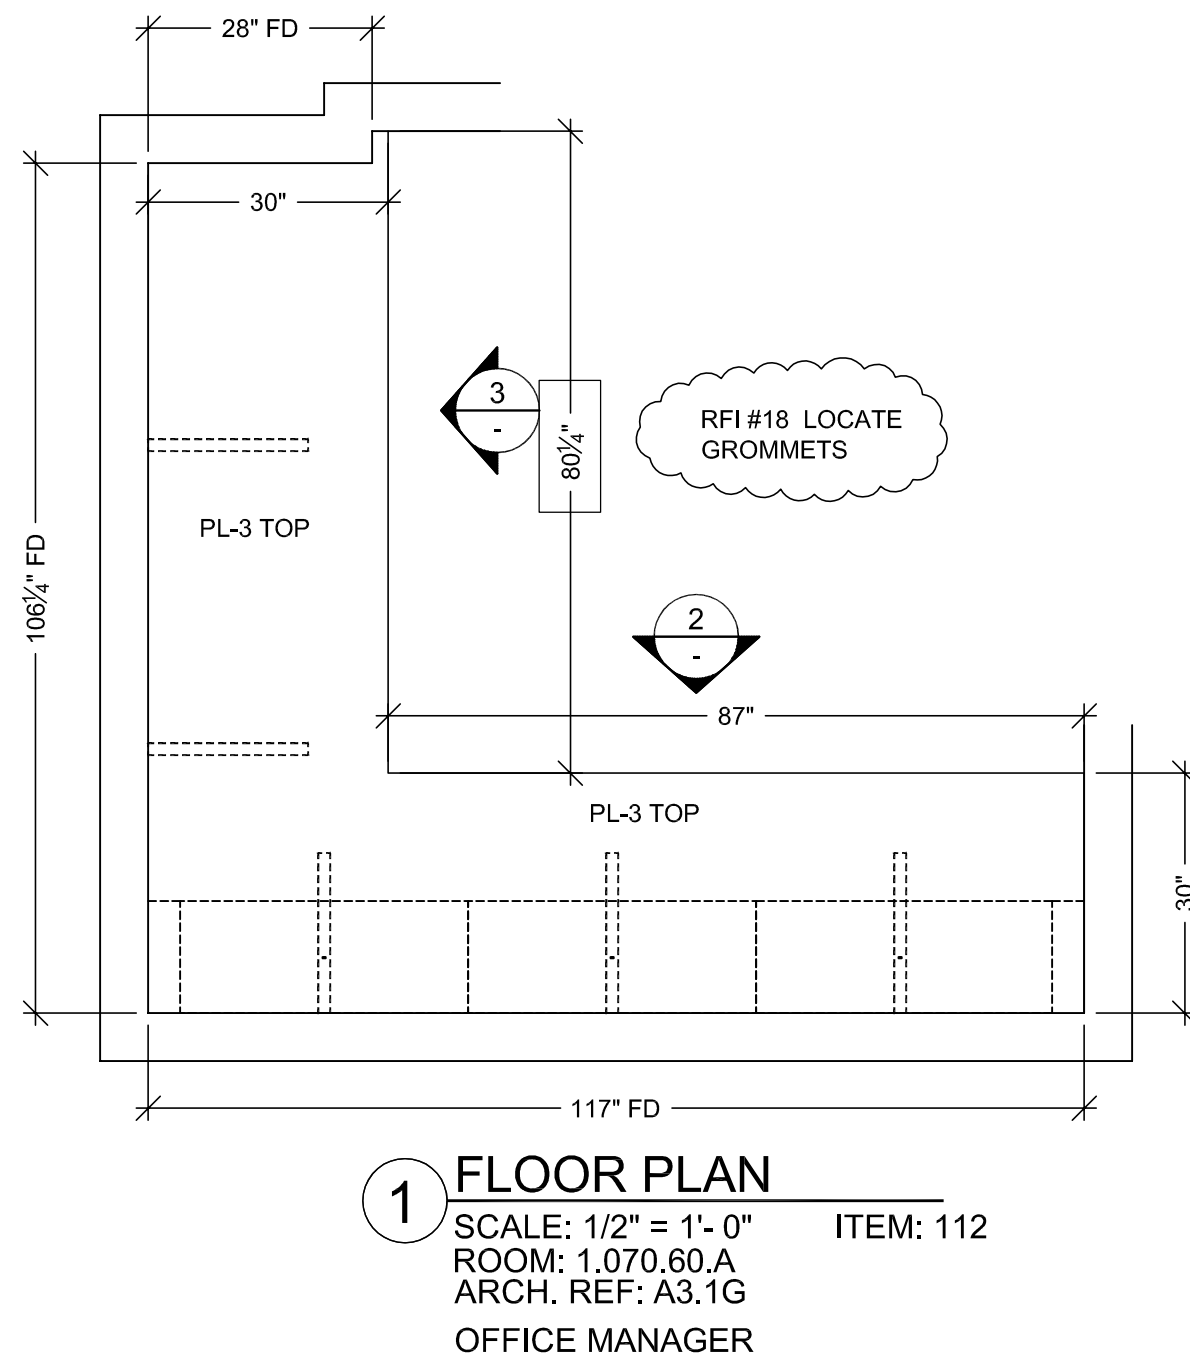 28" FD
30"
3
-
80¼"
RFI #18 LOCATE
GROMMETS
PL-3 TOP
106¼" FD
2
-
87"
PL-3 TOP
30"
117" FD
1
FLOOR PLAN
SCALE: 1/2" = 1'- 0" ITEM: 112
ROOM: 1.070.60.A
ARCH. REF: A3.1G
OFFICE MANAGER